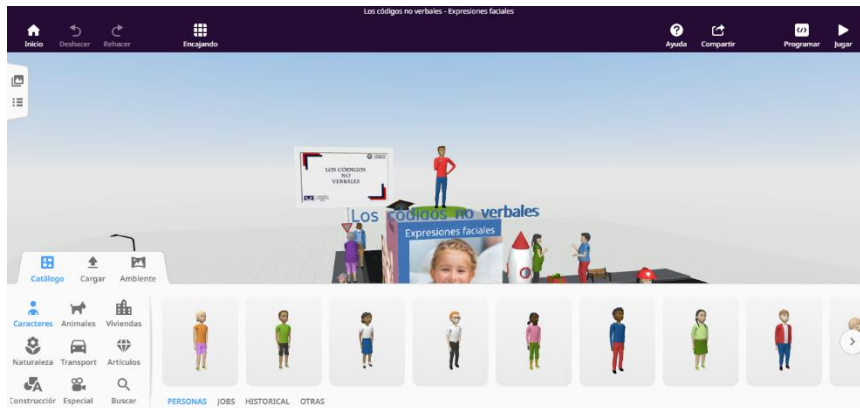 Los códigos no verbales - Expresiones faciales
Inicio
Deshacer
Rehacer
Encajando
Ayuda
Compartir
Programar
Jugar
LOS CÓDIGOS
NO
VERBALES
Los códigos no verbales
Expresiones faciales
Catálogo
Cargar
Ambiente
Caracteres
Animales
Viviendas
Naturaleza
Transport
Artículos
Construcción
Especial
Buscar
PERSONAS
JOBS
HISTORICAL
OTRAS